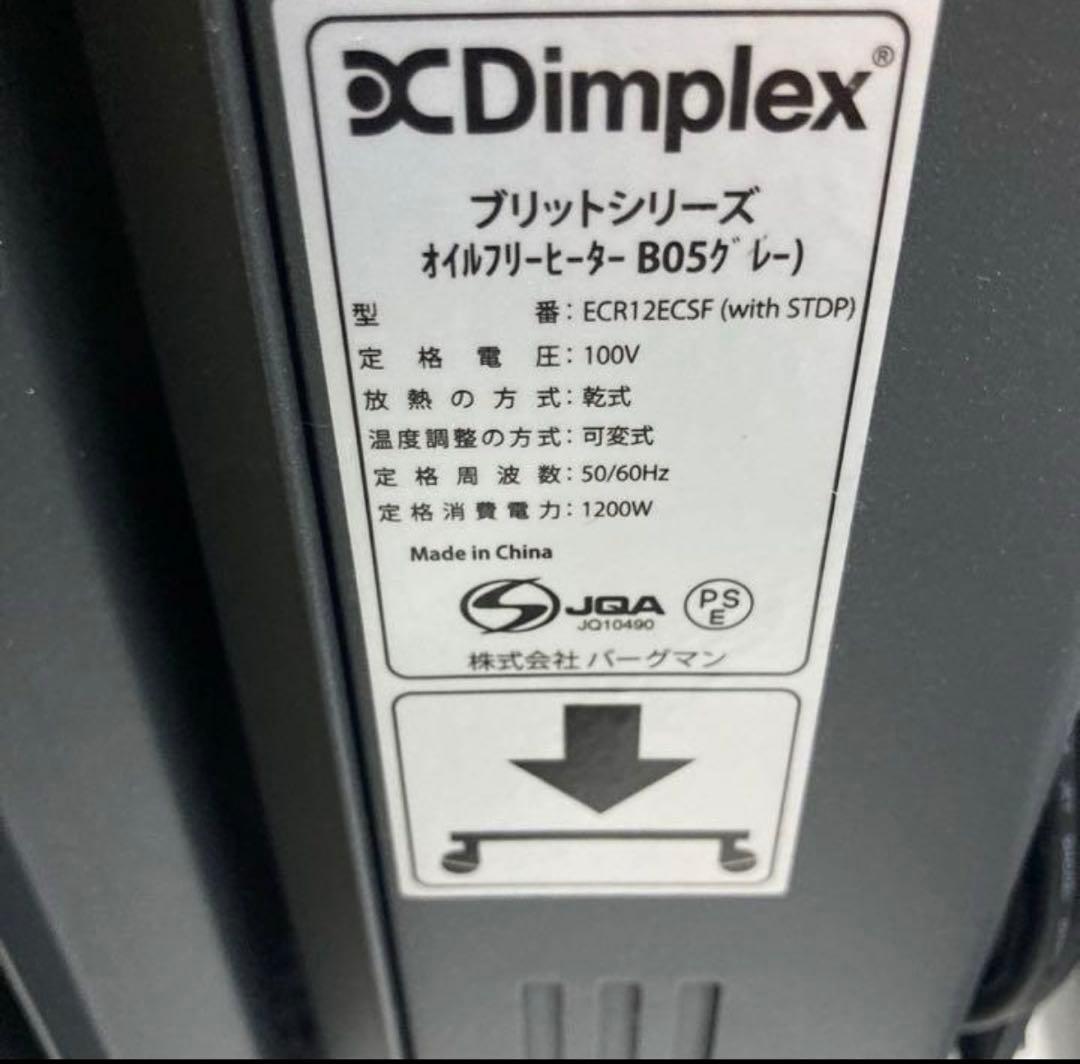 Dimplex®
ブリットシリーズ
オイルフリーヒーター B05グレー)
型番: ECR12ECSF (with STDP)
定格電圧: 100V
放熱の方式: 乾式
温度調整の方式: 可変式
定格周波数: 50/60Hz
定格消費電力: 1200W
Made in China
S JQA PSE
JQ10490
株式会社 バーグマン